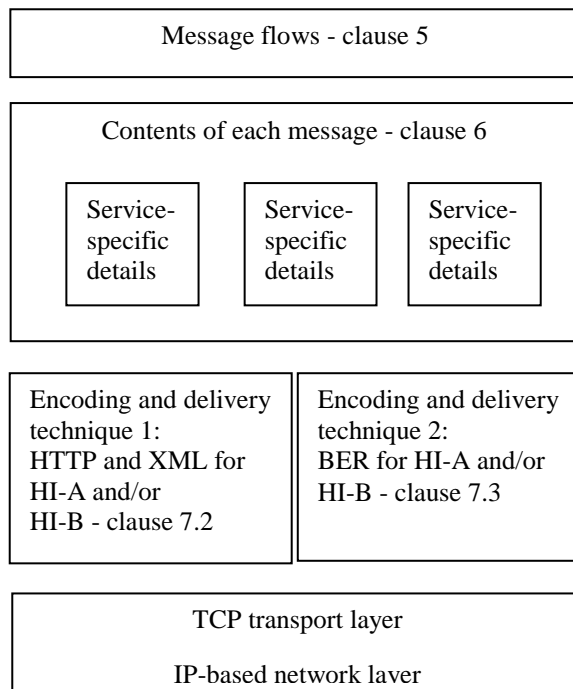 Message flows - clause 5
Contents of each message - clause 6
Service-
specific
details
Service-
specific
details
Service-
specific
details
Encoding and delivery
technique 1:
HTTP and XML for
HI-A and/or
HI-B - clause 7.2
Encoding and delivery
technique 2:
BER for HI-A and/or
HI-B - clause 7.3
TCP transport layer
IP-based network layer